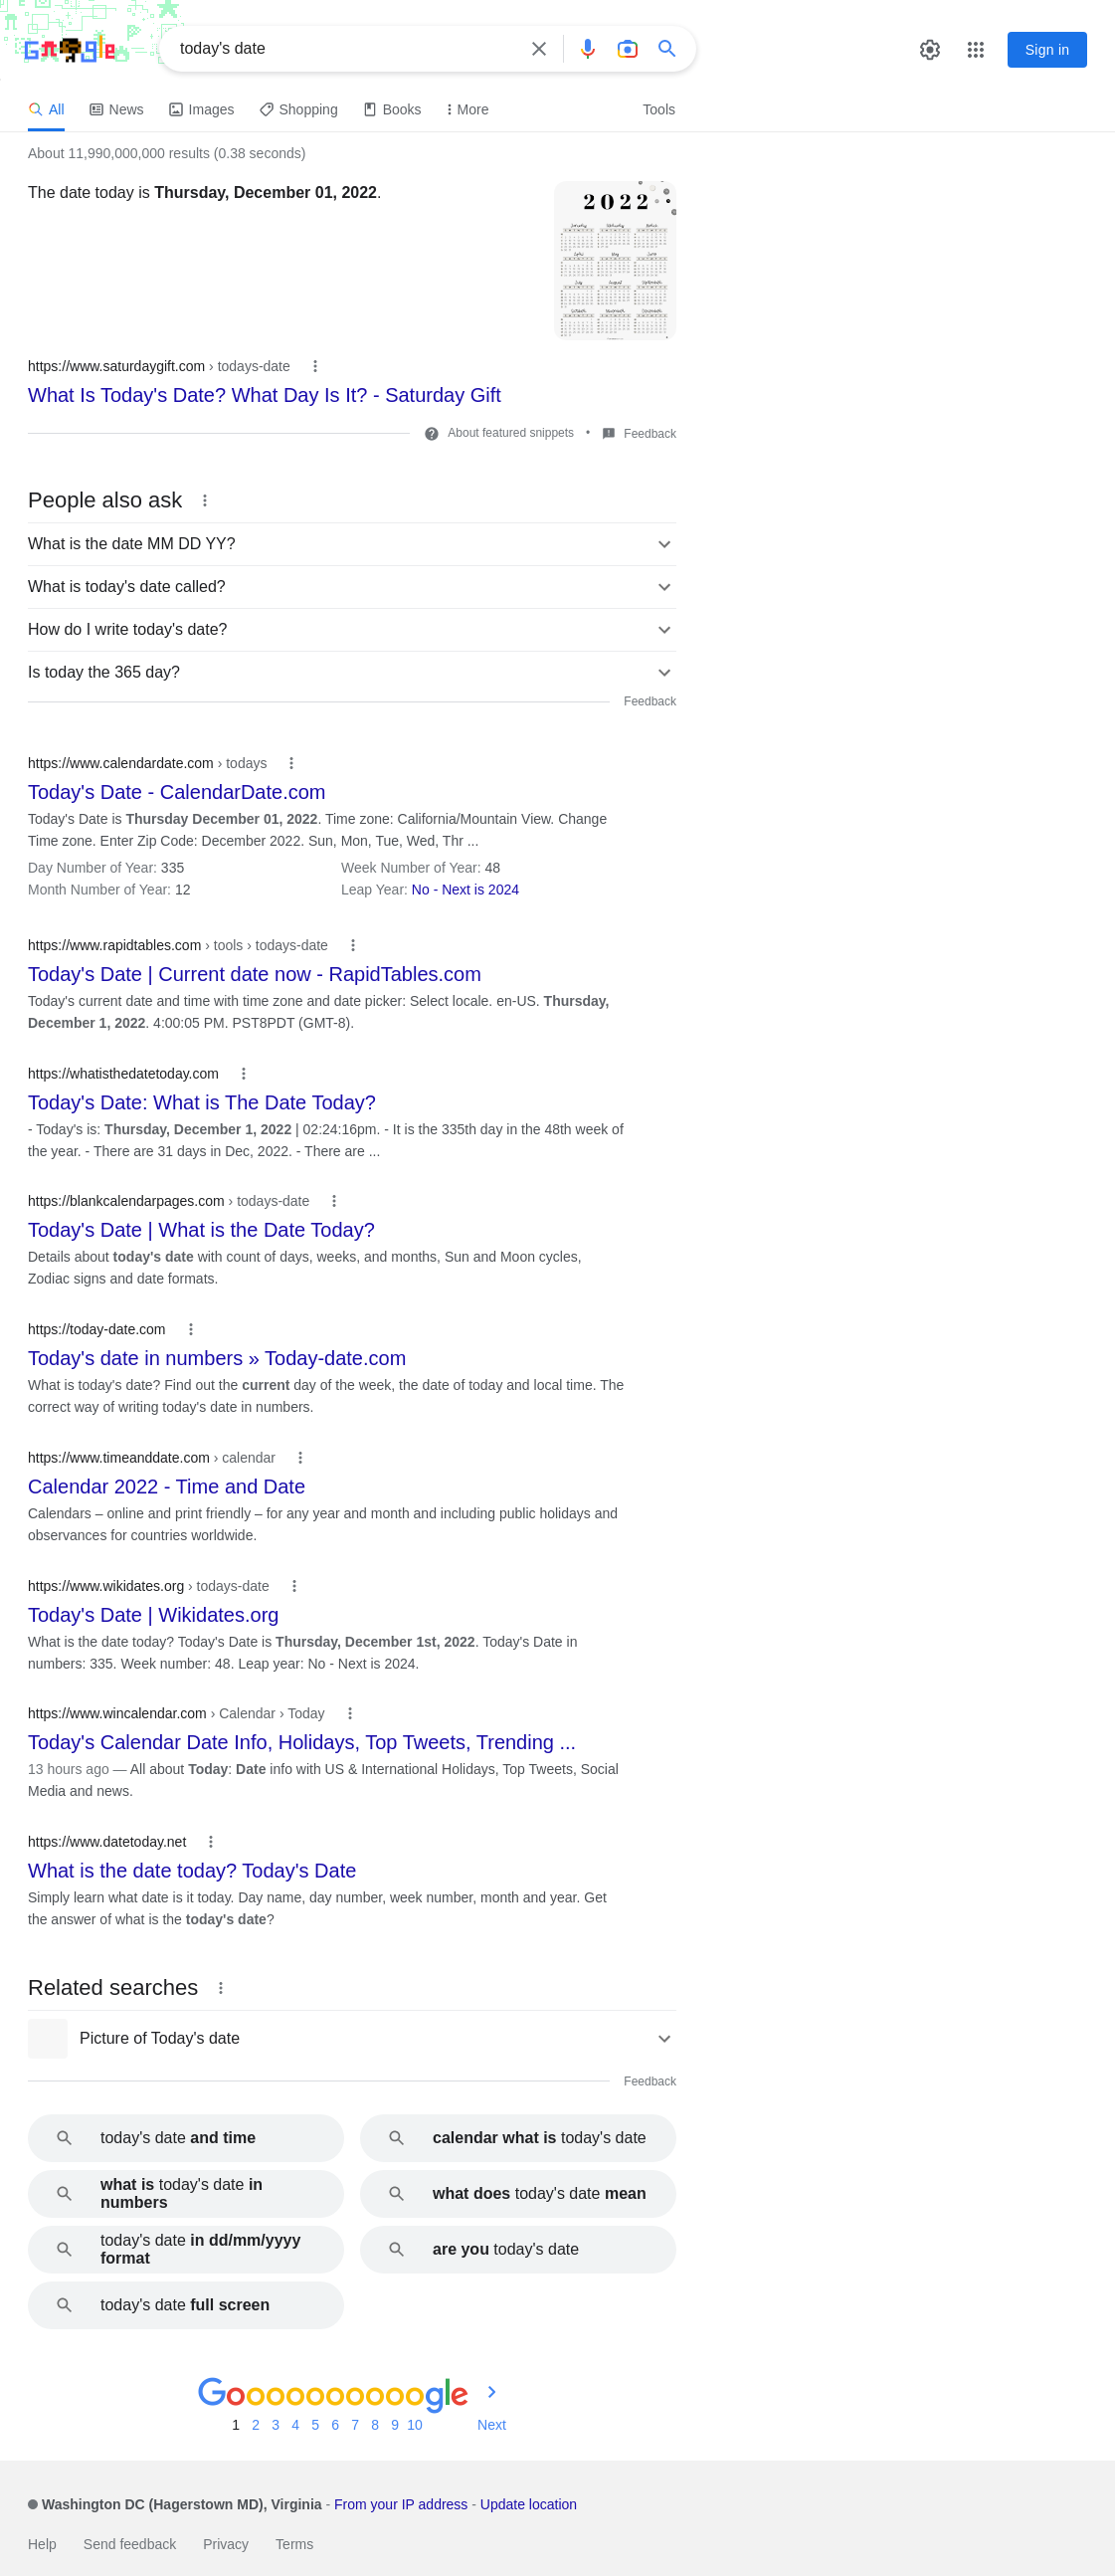 Google
today's date
Sign in
All
News
Images
Shopping
Books
More
Tools
About 11,990,000,000 results (0.38 seconds)
The date today is Thursday, December 01, 2022.
2022
https://www.saturdaygift.com › todays-date
What Is Today's Date? What Day Is It? - Saturday Gift
About featured snippets • Feedback
People also ask
What is the date MM DD YY?
What is today's date called?
How do I write today's date?
Is today the 365 day?
Feedback
https://www.calendardate.com › todays
Today's Date - CalendarDate.com
Today's Date is Thursday December 01, 2022. Time zone: California/Mountain View. Change
Time zone. Enter Zip Code: December 2022. Sun, Mon, Tue, Wed, Thr ...
Day Number of Year: 335 Week Number of Year: 48
Month Number of Year: 12 Leap Year: No - Next is 2024
https://www.rapidtables.com › tools › todays-date
Today's Date | Current date now - RapidTables.com
Today's current date and time with time zone and date picker: Select locale. en-US. Thursday,
December 1, 2022. 4:00:05 PM. PST8PDT (GMT-8).
https://whatisthedatetoday.com
Today's Date: What is The Date Today?
- Today's is: Thursday, December 1, 2022 | 02:24:16pm. - It is the 335th day in the 48th week of
the year. - There are 31 days in Dec, 2022. - There are ...
https://blankcalendarpages.com › todays-date
Today's Date | What is the Date Today?
Details about today's date with count of days, weeks, and months, Sun and Moon cycles,
Zodiac signs and date formats.
https://today-date.com
Today's date in numbers » Today-date.com
What is today's date? Find out the current day of the week, the date of today and local time. The
correct way of writing today's date in numbers.
https://www.timeanddate.com › calendar
Calendar 2022 - Time and Date
Calendars – online and print friendly – for any year and month and including public holidays and
observances for countries worldwide.
https://www.wikidates.org › todays-date
Today's Date | Wikidates.org
What is the date today? Today's Date is Thursday, December 1st, 2022. Today's Date in
numbers: 335. Week number: 48. Leap year: No - Next is 2024.
https://www.wincalendar.com › Calendar › Today
Today's Calendar Date Info, Holidays, Top Tweets, Trending ...
13 hours ago — All about Today: Date info with US & International Holidays, Top Tweets, Social
Media and news.
https://www.datetoday.net
What is the date today? Today's Date
Simply learn what date is it today. Day name, day number, week number, month and year. Get
the answer of what is the today's date?
Related searches
Picture of Today's date
Feedback
today's date and time
calendar what is today's date
what is today's date in
numbers
what does today's date mean
today's date in dd/mm/yyyy
format
are you today's date
today's date full screen
Goooooooooogle
1 2 3 4 5 6 7 8 9 10 Next
Washington DC (Hagerstown MD), Virginia - From your IP address - Update location
Help Send feedback Privacy Terms